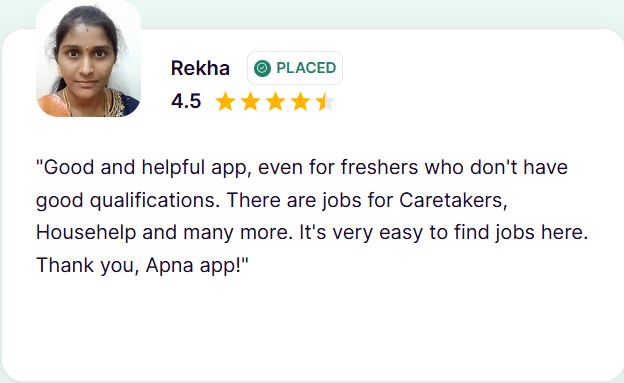 Rekha PLACED
4.5
"Good and helpful app, even for freshers who don't have
good qualifications. There are jobs for Caretakers,
Househelp and many more. It's very easy to find jobs here.
Thank you, Apna app!"